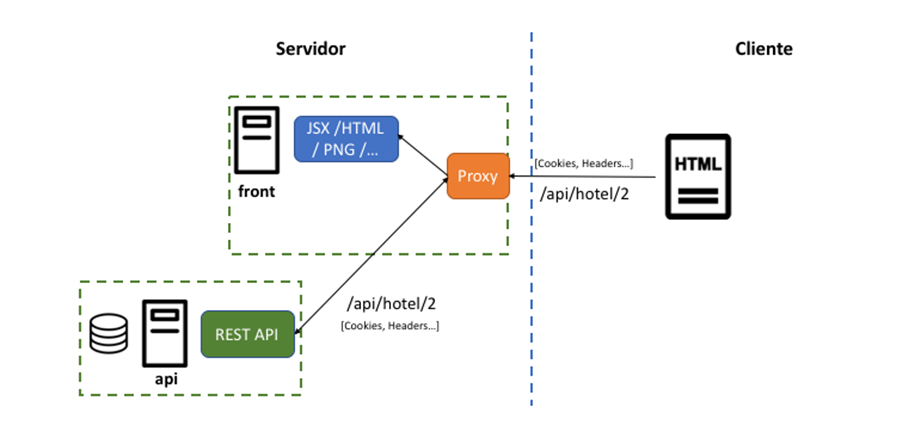 Servidor
Cliente
JSX /HTML
/ PNG /...
front
Proxy
[Cookies, Headers...]
/api/hotel/2
HTML
/api/hotel/2
[Cookies, Headers...]
REST API
api